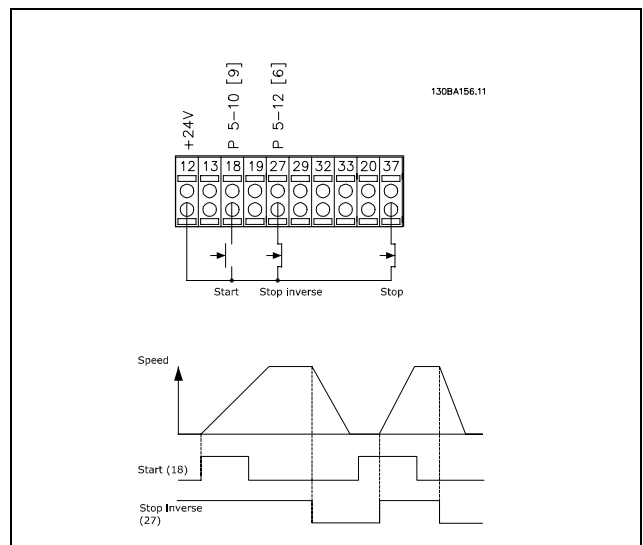 130BA156.11
+24V
P 5-10 [9]
P 5-12 [6]
12 13 18 19 27 29 32 33 20 37
Start Stop inverse Stop
Speed
Start (18)
Stop Inverse
(27)